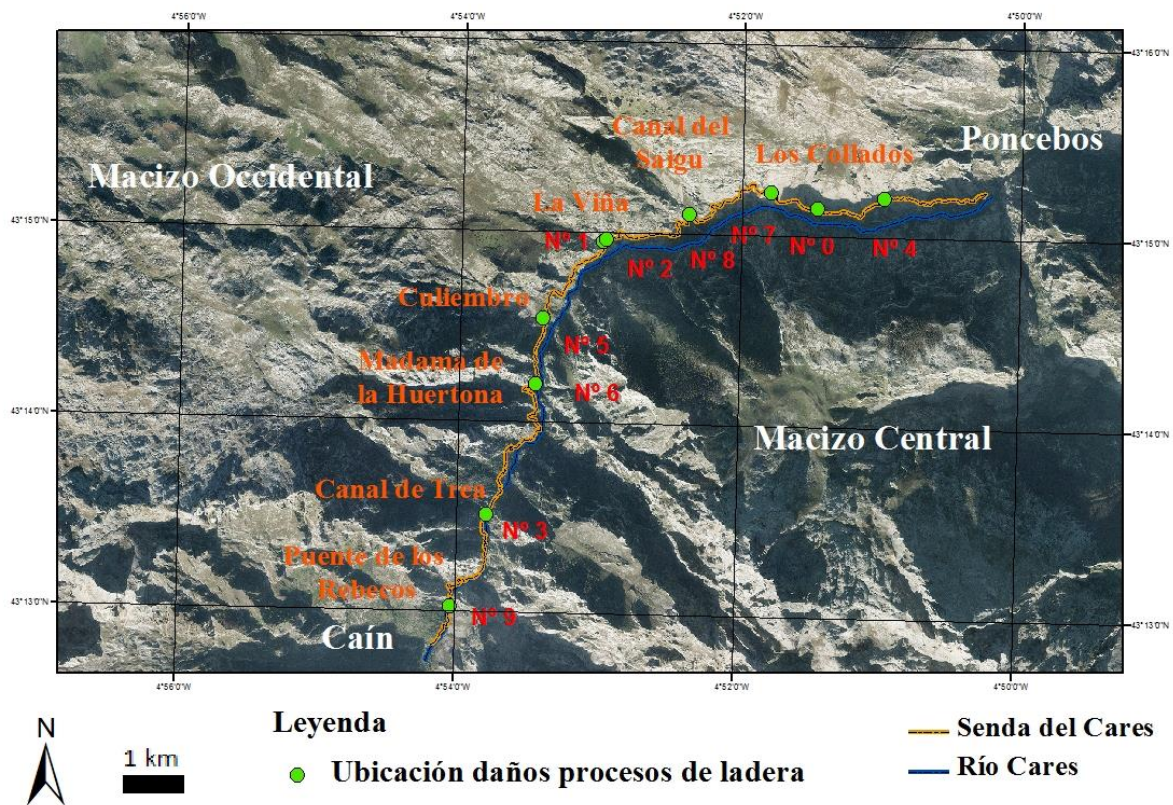 4°56'0"W
4°54'0"W
4°52'0"W
4°50'0"W
43°16'0"N
Canal del
Saigu
Los Collados
Poncebos
Macizo Occidental
La Viña
43°15'0"N
Nº 1
Nº 2
Nº 8
Nº 7
Nº 0
Nº 4
43°15'0"N
Culiembro
Nº 5
Madama de
la Huertona
Nº 6
43°14'0"N
Macizo Central
43°14'0"N
Canal de Trea
Nº 3
Puente de los
Rebecos
43°13'0"N
Nº 9
Caín
43°13'0"N
4°56'0"W
4°54'0"W
4°52'0"W
4°50'0"W
N
1 km
Leyenda
Ubicación daños procesos de ladera
Senda del Cares
Río Cares